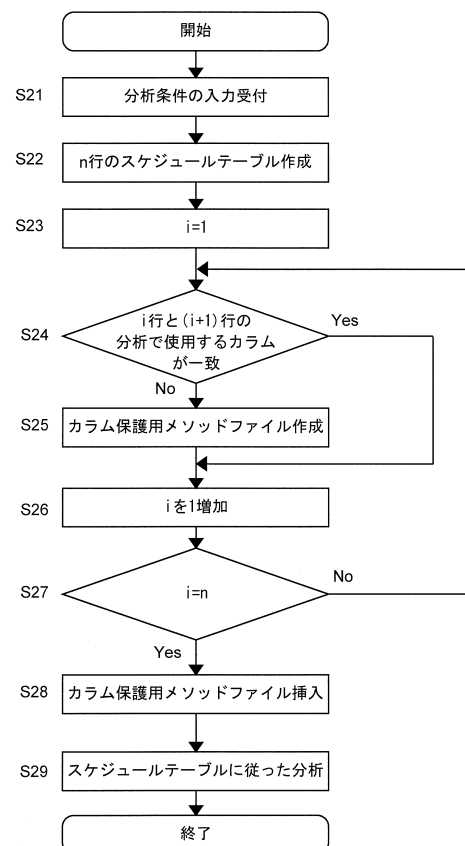 開始
S21
分析条件の入力受付
S22
n行のスケジュールテーブル作成
S23
i=1
S24
i行と(i+1)行の
分析で使用するカラム
が一致
Yes
No
S25
カラム保護用メソッドファイル作成
S26
iを1増加
S27
i=n
No
Yes
S28
カラム保護用メソッドファイル挿入
S29
スケジュールテーブルに従った分析
終了